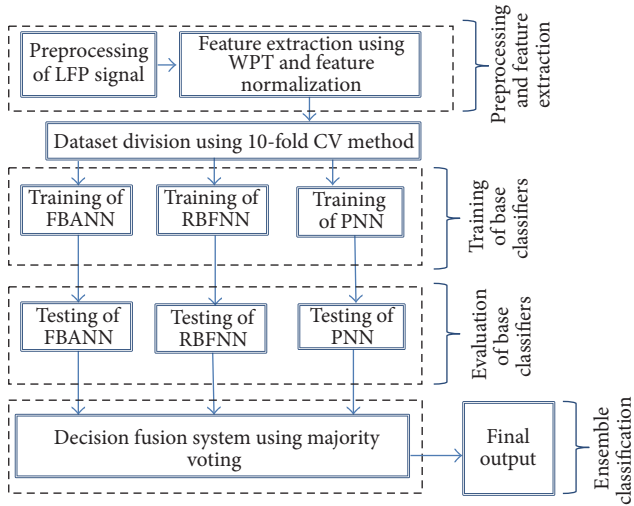 Preprocessing
of LFP signal
Feature extraction using
WPT and feature
normalization
Preprocessing
and feature
extraction
Dataset division using 10-fold CV method
Training of
FBANN
Training of
RBFNN
Training
of PNN
Training
of base
classifiers
Testing of
FBANN
Testing of
RBFNN
Testing of
PNN
Evaluation
of base
classifiers
Decision fusion system using majority
voting
Final
output
Ensemble
classification